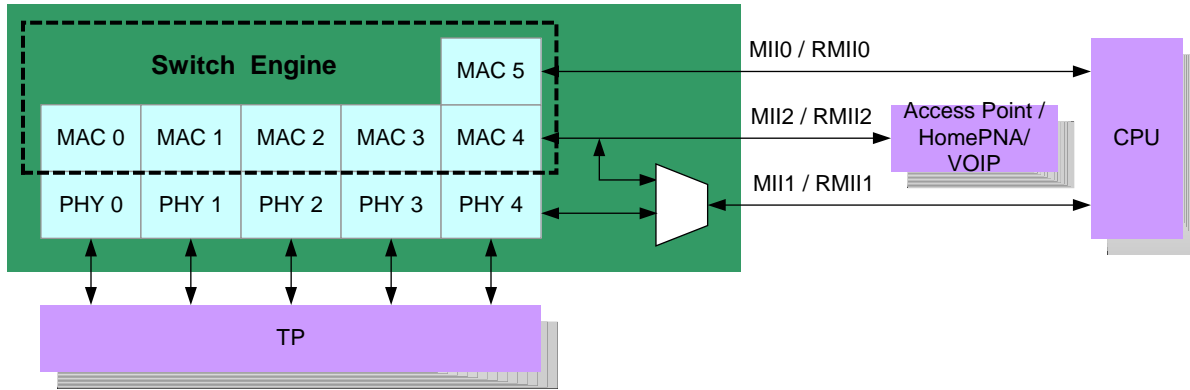 Switch Engine
MAC 5
MII0 / RMII0
MAC 0 MAC 1 MAC 2 MAC 3 MAC 4
MII2 / RMII2
Access Point /
HomePNA/
VOIP
CPU
PHY 0 PHY 1 PHY 2 PHY 3 PHY 4
MII1 / RMII1
TP